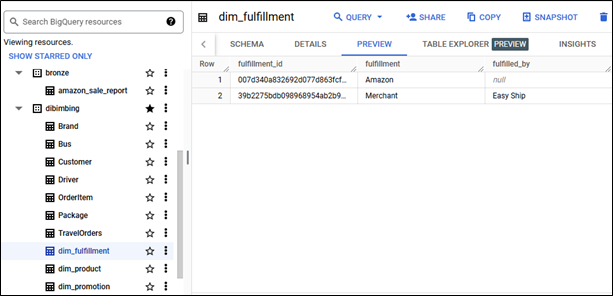 Search BigQuery resources
Viewing resources.
SHOW STARRED ONLY
bronze
amazon_sale_report
dibimbing
Brand
Bus
Customer
Driver
OrderItem
Package
TravelOrders
dim_fulfillment
dim_product
dim_promotion
dim_fulfillment
QUERY
SHARE
COPY
SNAPSHOT
SCHEMA
DETAILS
PREVIEW
TABLE EXPLORER PREVIEW
INSIGHTS
Row fulfillment_id fulfillment fulfilled_by
1 007d340a832692d077d863fcf... Amazon null
2 39b2275bdb098968954ab2b9... Merchant Easy Ship